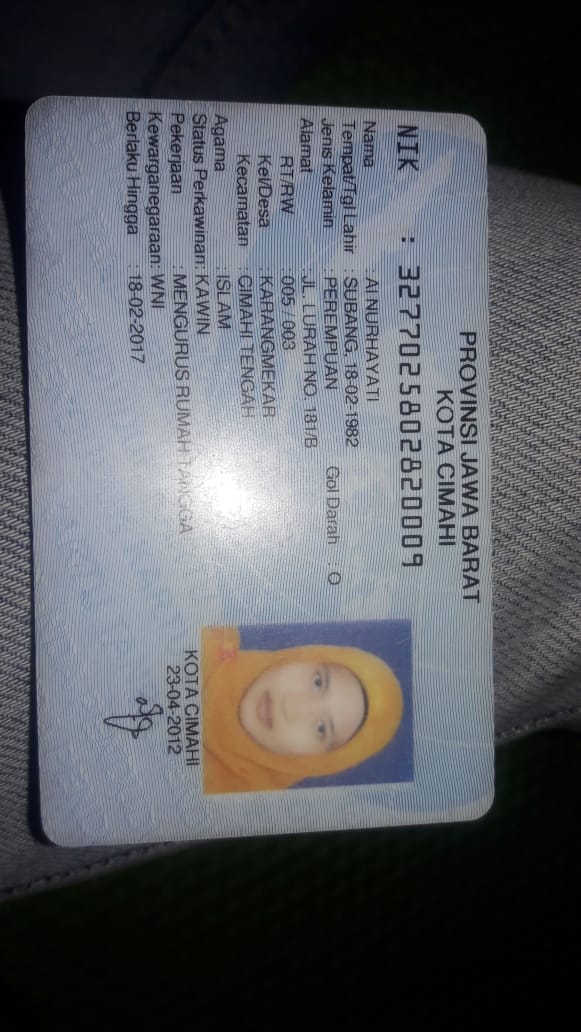 PROVINSI JAWA BARAT
KOTA CIMAHI
NIK : 3277025802820009
Nama : AI NURHAYATI
Tempat/Tgl Lahir : SUBANG, 18-02-1982
Jenis Kelamin : PEREMPUAN Gol Darah : O
Alamat : JL. LURAH NO. 181/B
RT/RW : 005 / 003
Kel/Desa : KARANGMEKAR
Kecamatan : CIMAHI TENGAH
Agama : ISLAM
Status Perkawinan: KAWIN
Pekerjaan : MENGURUS RUMAH TANGGA
Kewarganegaraan: WNI
Berlaku Hingga : 18-02-2017
KOTA CIMAHI
23-04-2012